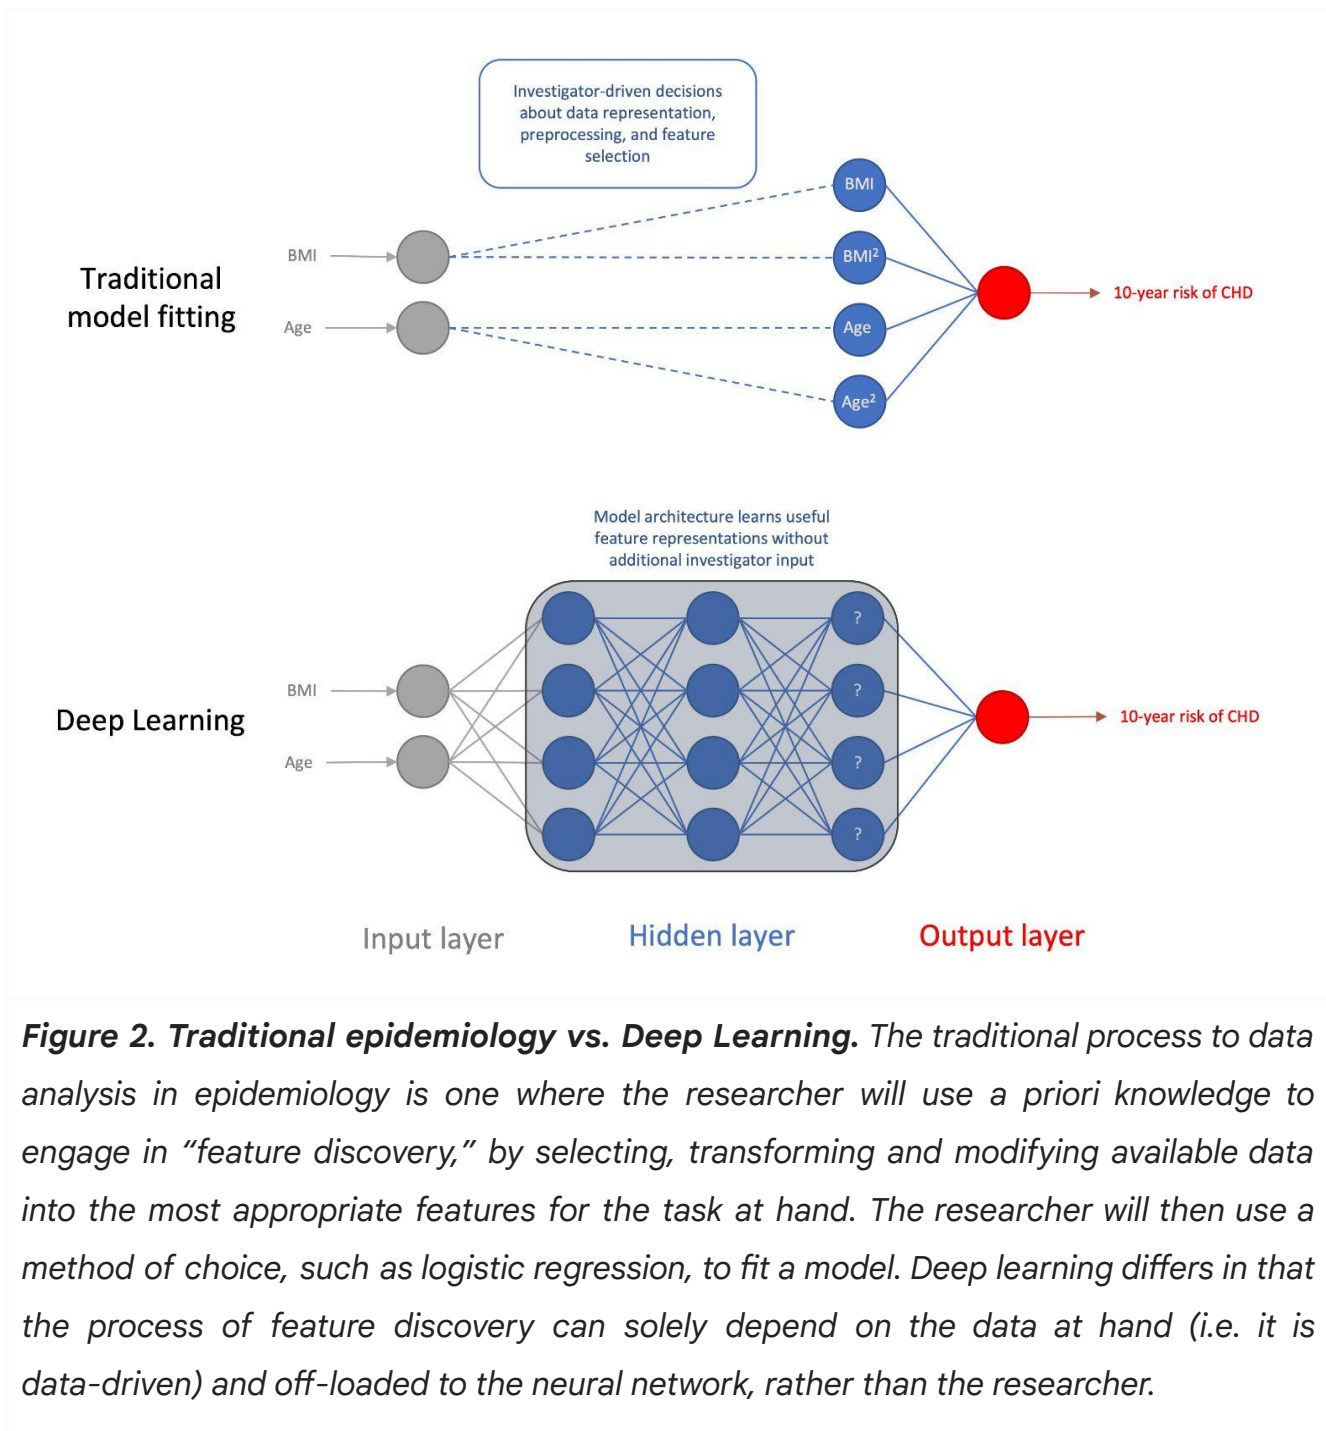 Investigator-driven decisions
about data representation,
preprocessing, and feature
selection
BMI
BMI
BMI²
Traditional
model fitting
10-year risk of CHD
Age
Age
Age²
Model architecture learns useful
feature representations without
additional investigator input
?
BMI
?
Deep Learning
10-year risk of CHD
Age
?
?
Input layer
Hidden layer
Output layer
Figure 2. Traditional epidemiology vs. Deep Learning. The traditional process to data
analysis in epidemiology is one where the researcher will use a priori knowledge to
engage in “feature discovery,” by selecting, transforming and modifying available data
into the most appropriate features for the task at hand. The researcher will then use a
method of choice, such as logistic regression, to fit a model. Deep learning differs in that
the process of feature discovery can solely depend on the data at hand (i.e. it is
data-driven) and off-loaded to the neural network, rather than the researcher.